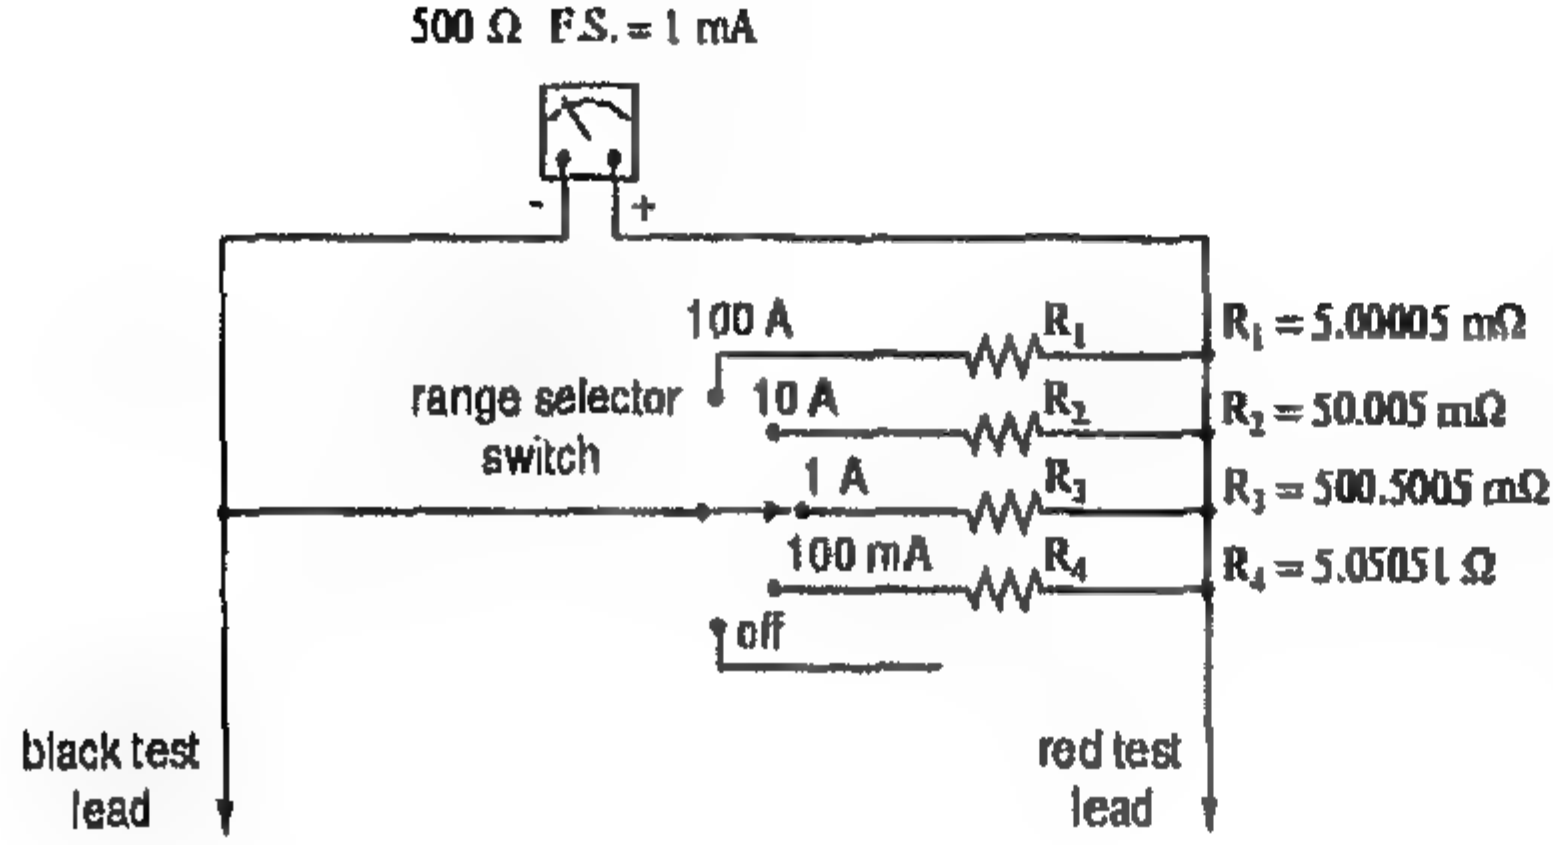 500 Ω F.S. = 1 mA
- +
100 A
R₁
R₁ = 5.00005 mΩ
range selector
switch
10 A
R₂
R₂ = 50.005 mΩ
1 A
R₃
R₃ = 500.5005 mΩ
100 mA
R₄
R₄ = 5.05051 Ω
off
black test
lead
red test
lead